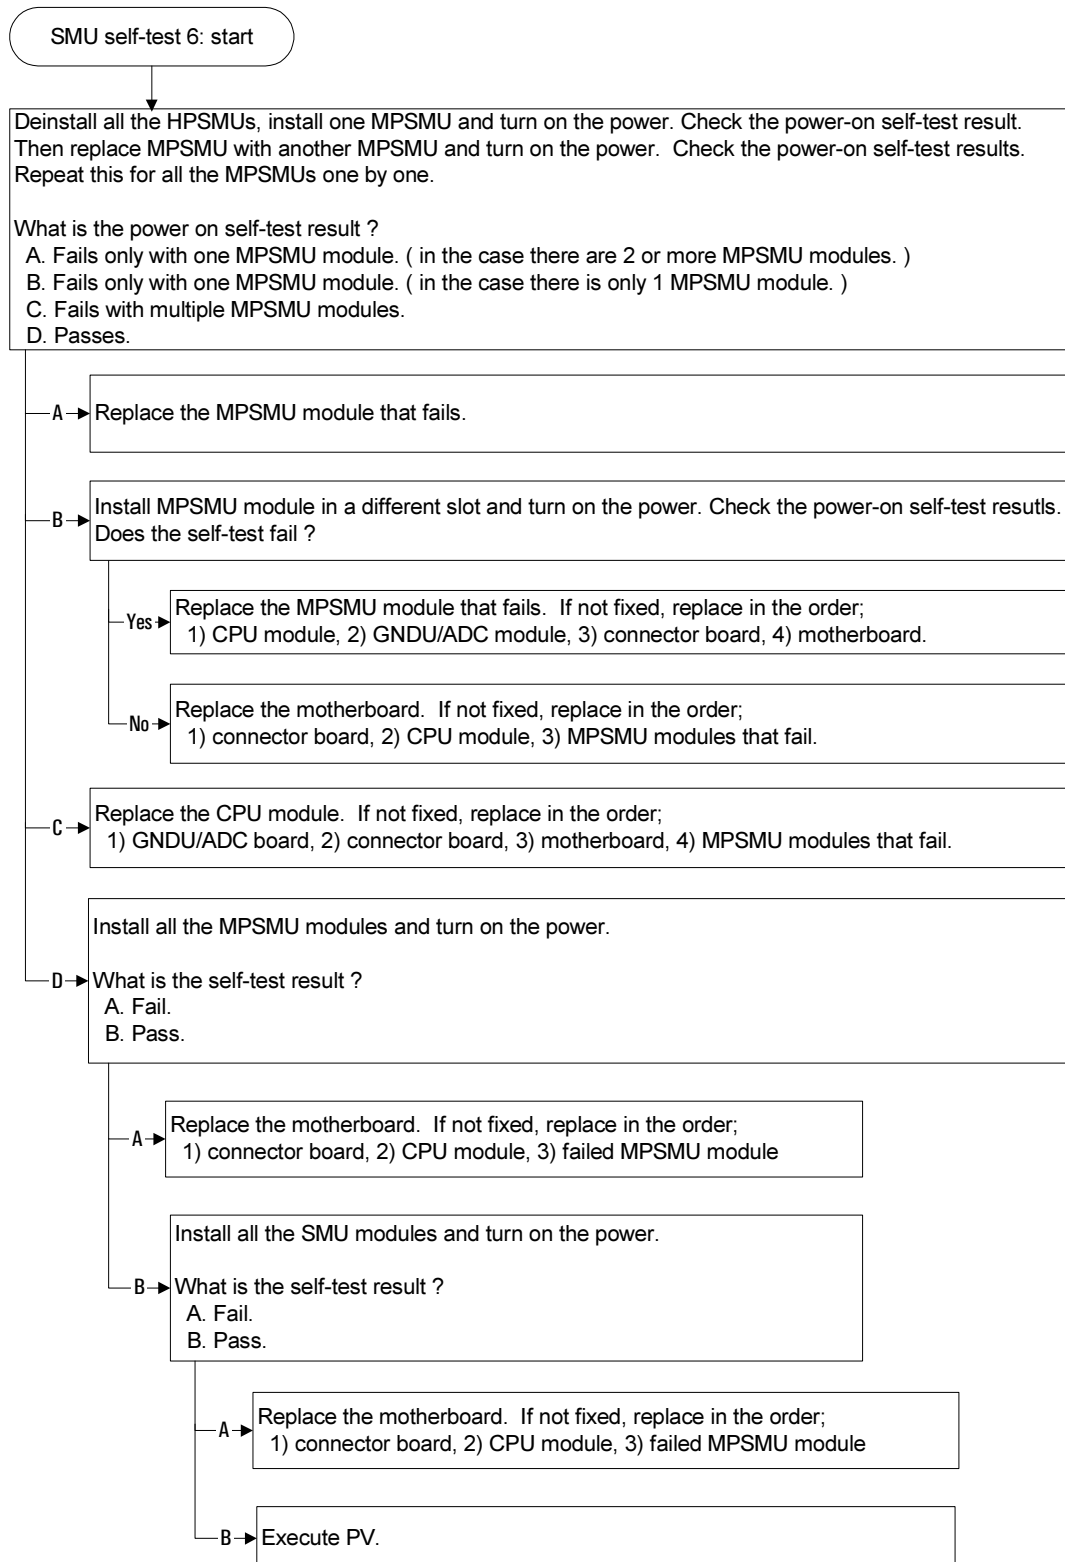 SMU self-test 6: start
Deinstall all the HPSMUs, install one MPSMU and turn on the power. Check the power-on self-test result.
Then replace MPSMU with another MPSMU and turn on the power.  Check the power-on self-test results.
Repeat this for all the MPSMUs one by one.
What is the power on self-test result ?
A. Fails only with one MPSMU module. ( in the case there are 2 or more MPSMU modules. )
B. Fails only with one MPSMU module. ( in the case there is only 1 MPSMU module. )
C. Fails with multiple MPSMU modules.
D. Passes.
A
Replace the MPSMU module that fails.
B
Install MPSMU module in a different slot and turn on the power. Check the power-on self-test resutls.
Does the self-test fail ?
Yes
Replace the MPSMU module that fails.  If not fixed, replace in the order;
1) CPU module, 2) GNDU/ADC module, 3) connector board, 4) motherboard.
No
Replace the motherboard.  If not fixed, replace in the order;
1) connector board, 2) CPU module, 3) MPSMU modules that fail.
C
Replace the CPU module.  If not fixed, replace in the order;
1) GNDU/ADC board, 2) connector board, 3) motherboard, 4) MPSMU modules that fail.
D
Install all the MPSMU modules and turn on the power.
What is the self-test result ?
A. Fail.
B. Pass.
A
Replace the motherboard.  If not fixed, replace in the order;
1) connector board, 2) CPU module, 3) failed MPSMU module
B
Install all the SMU modules and turn on the power.
What is the self-test result ?
A. Fail.
B. Pass.
A
Replace the motherboard.  If not fixed, replace in the order;
1) connector board, 2) CPU module, 3) failed MPSMU module
B
Execute PV.